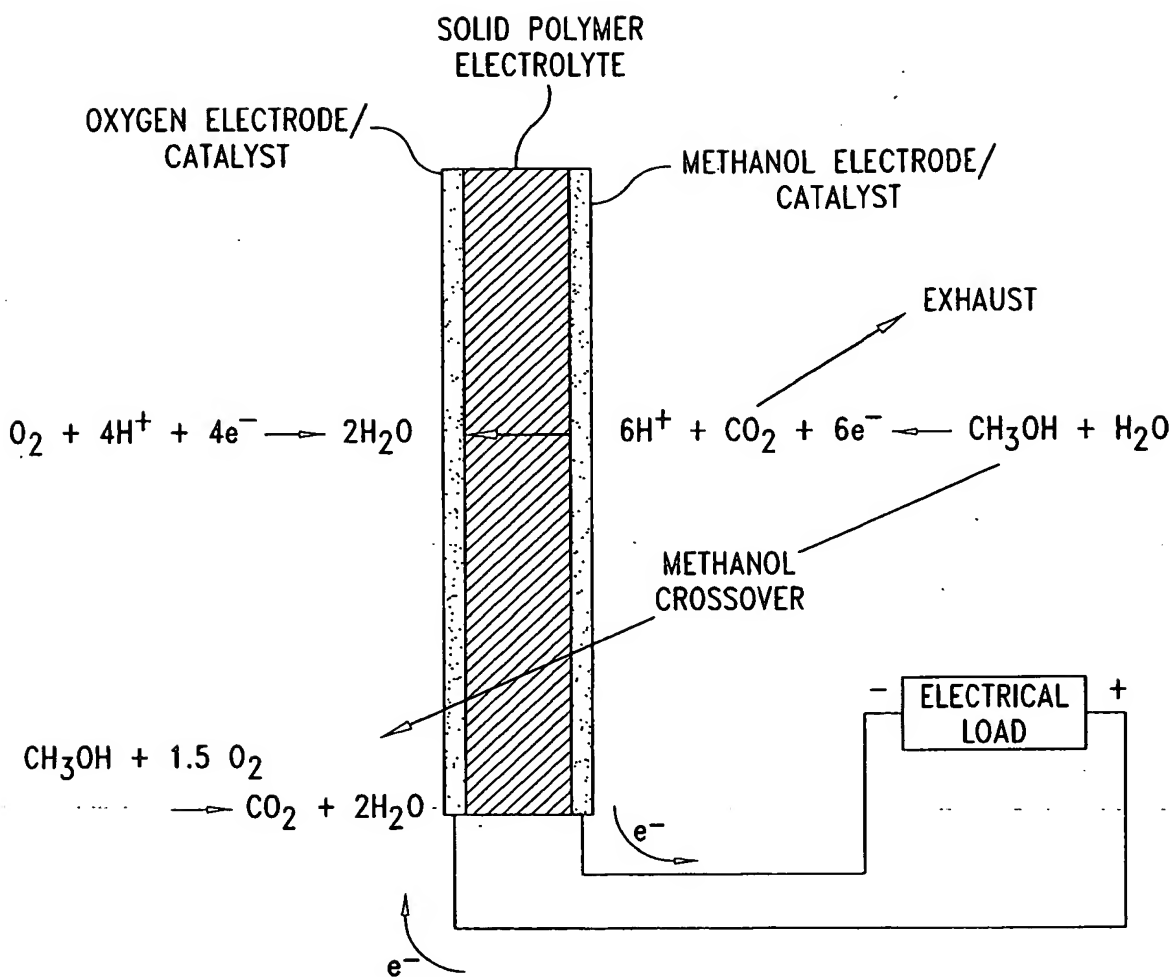 SOLID POLYMER
ELECTROLYTE
OXYGEN ELECTRODE/
CATALYST
METHANOL ELECTRODE/
CATALYST
EXHAUST
O₂ + 4H⁺ + 4e⁻ → 2H₂O
6H⁺ + CO₂ + 6e⁻ ← CH₃OH + H₂O
METHANOL
CROSSOVER
- ELECTRICAL +
LOAD
CH₃OH + 1.5 O₂
→ CO₂ + 2H₂O
e⁻
e⁻